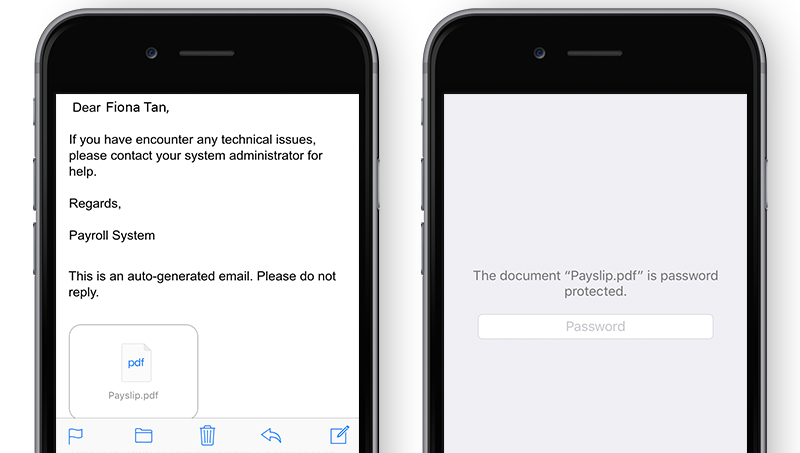 Dear Fiona Tan,
If you have encounter any technical issues,
please contact your system administrator for
help.
Regards,
Payroll System
This is an auto-generated email. Please do not
reply.
pdf
Payslip.pdf
The document “Payslip.pdf” is password
protected.
Password